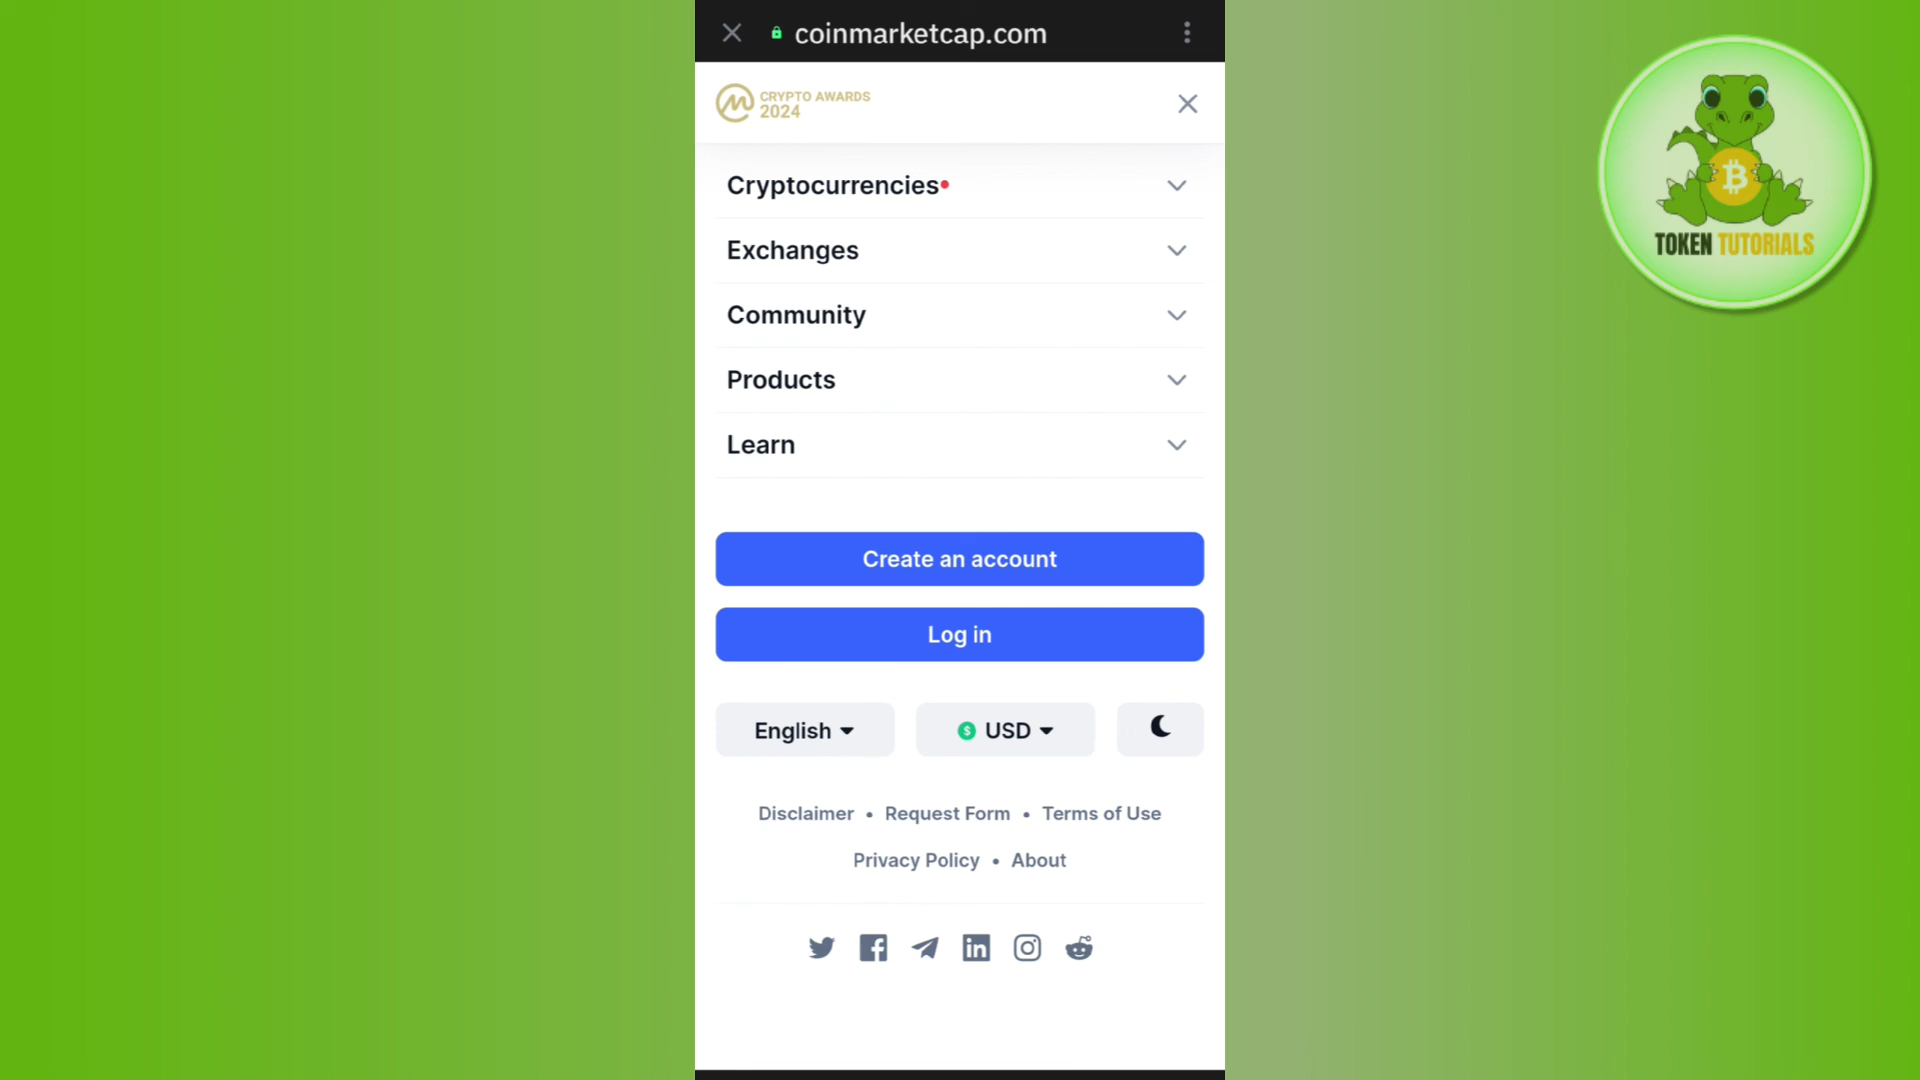 coinmarketcap.com
CRYPTO AWARDS
2024
Cryptocurrencies
Exchanges
Community
Products
Learn
Create an account
Log in
English
USD
Disclaimer • Request Form • Terms of Use
Privacy Policy • About
TOKEN TUTORIALS